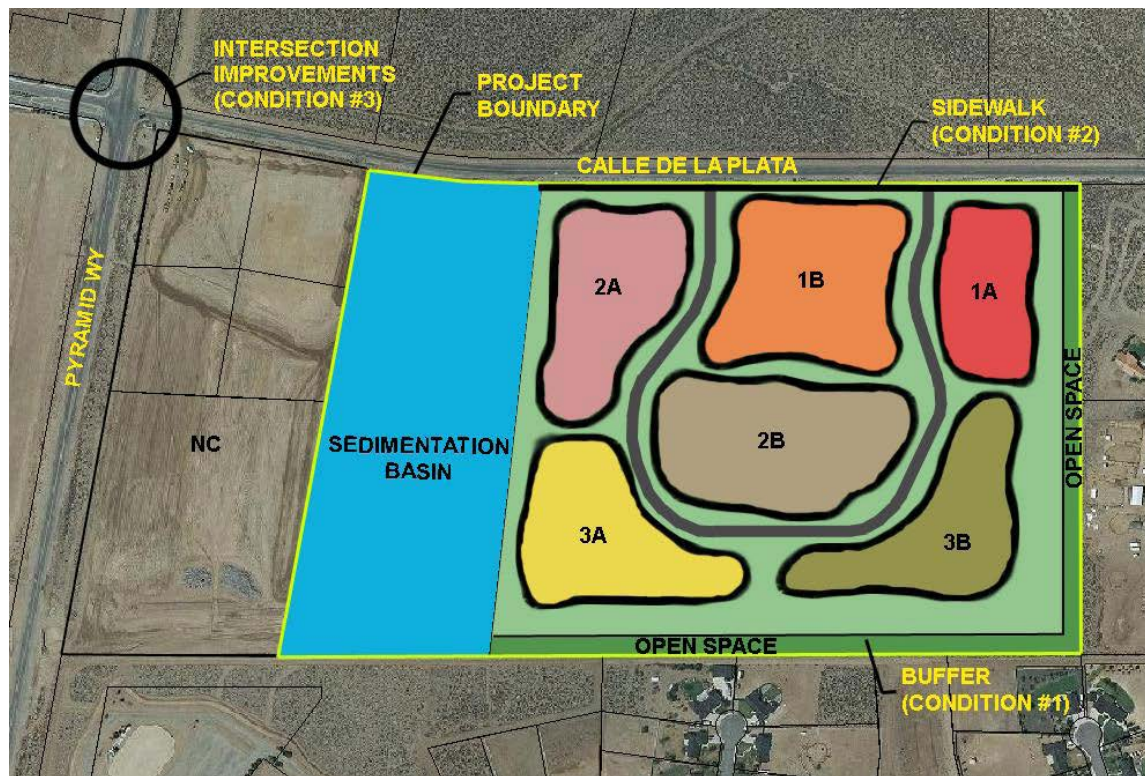 INTERSECTION
IMPROVEMENTS
(CONDITION #3)
PROJECT
BOUNDARY
SIDEWALK
(CONDITION #2)
CALLE DE LA PLATA
PYRAMID WY
2A
1B
1A
OPEN SPACE
NC
SEDIMENTATION
BASIN
2B
3A
3B
OPEN SPACE
BUFFER
(CONDITION #1)